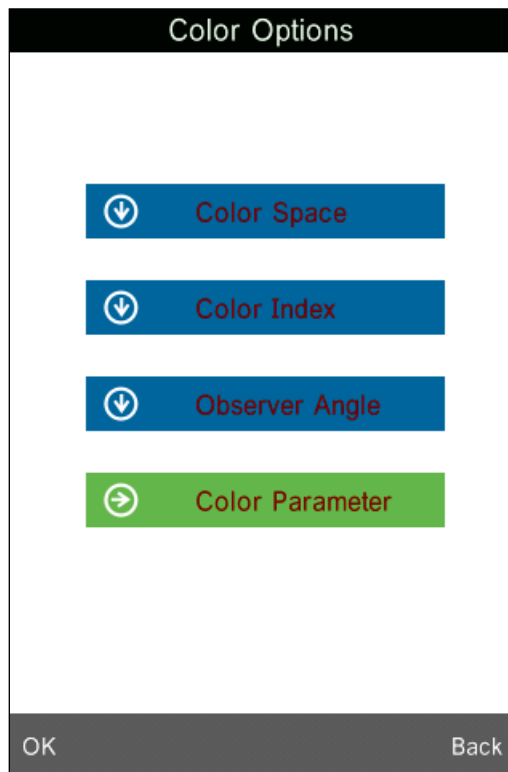 Color Options
Color Space
Color Index
Observer Angle
Color Parameter
OK
Back